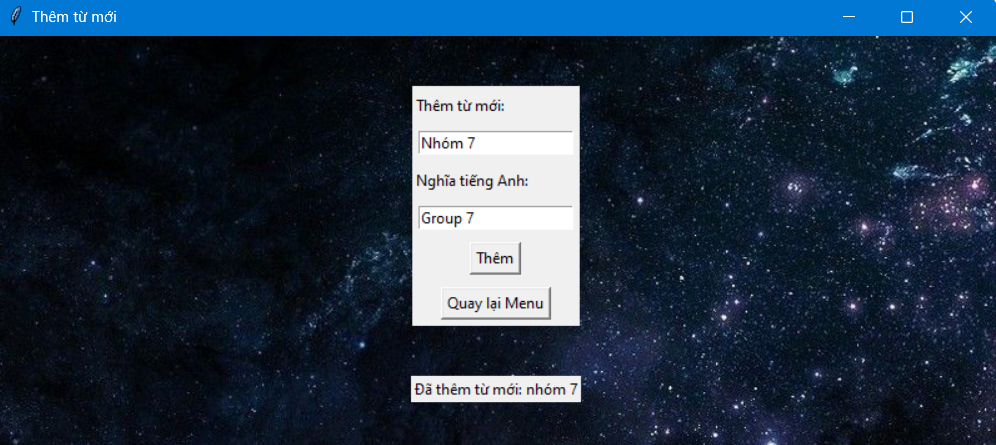 Thêm từ mới
Thêm từ mới:
Nhóm 7
Nghĩa tiếng Anh:
Group 7
Thêm
Quay lại Menu
Đã thêm từ mới: nhóm 7